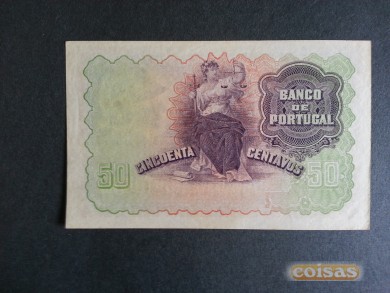 BANCO
DE
PORTUGAL
CINCOENTA CENTAVOS
50 50
coisas